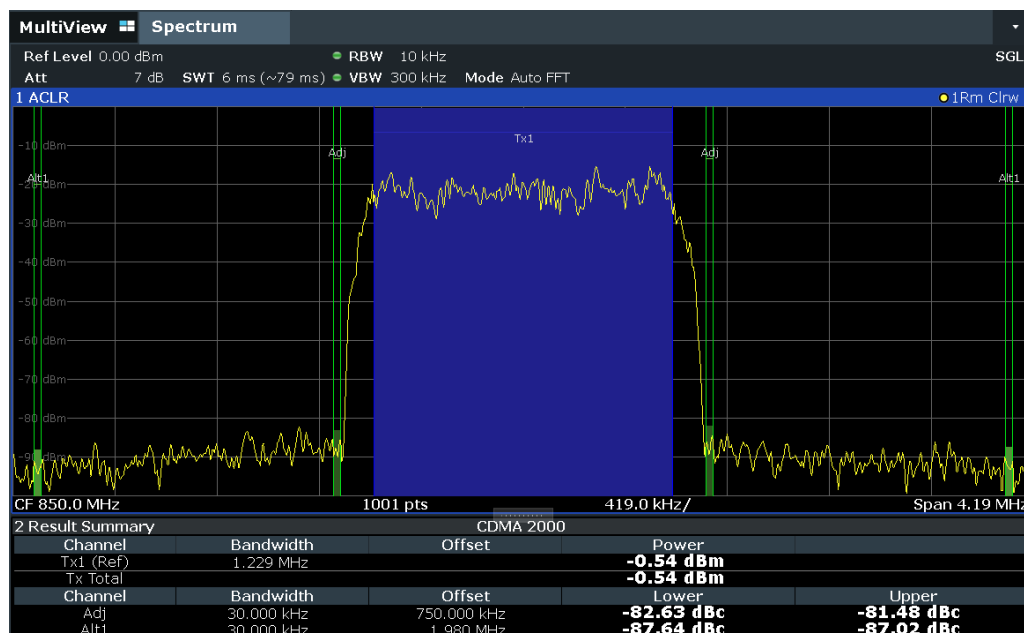 MultiView Spectrum
Ref Level 0.00 dBm RBW 10 kHz SGL
Att 7 dB SWT 6 ms (~79 ms) VBW 300 kHz Mode Auto FFT
1 ACLR 1Rm Clrw
Tx1
-10 dBm
Adj Adj
Alt1 Alt1
-20 dBm
-30 dBm
-40 dBm
-50 dBm
-60 dBm
-70 dBm
-80 dBm
-90 dBm
CF 850.0 MHz 1001 pts 419.0 kHz/ Span 4.19 MHz
2 Result Summary CDMA 2000
Channel Bandwidth Offset Power
Tx1 (Ref) 1.229 MHz -0.54 dBm
Tx Total -0.54 dBm
Channel Bandwidth Offset Lower Upper
Adj 30.000 kHz 750.000 kHz -82.63 dBc -81.48 dBc
Alt1 30.000 kHz 1.980 MHz -87.64 dBc -87.02 dBc